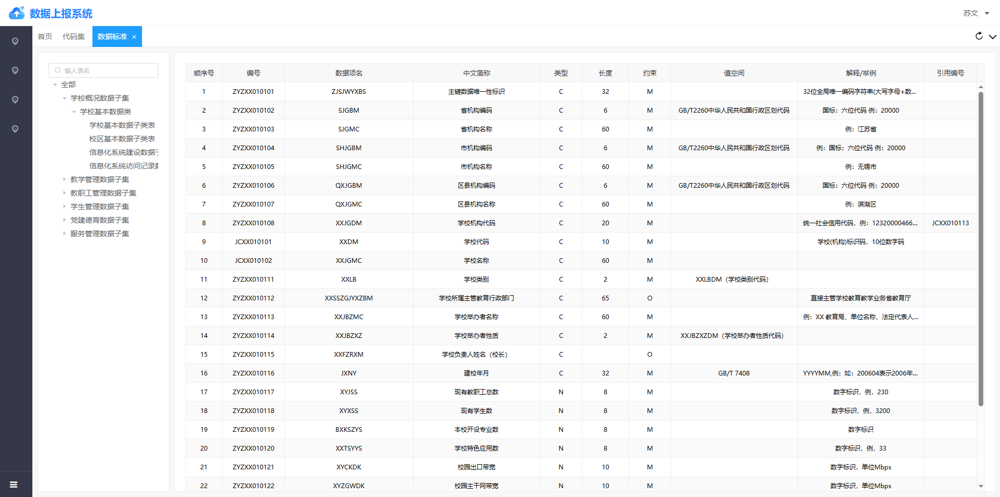 数据上报系统
苏文
首页 代码集 数据标准
输入表名
全部
学校概况数据子集
学校基本数据类
学校基本数据子类表
校区基本数据子类表
信息化系统建设数据子
信息化系统访问记录数
教学管理数据子集
教职工管理数据子集
学生管理数据子集
党建德育数据子集
服务管理数据子集
顺序号 编号 数据项名 中文简称 类型 长度 约束 值空间 解释/举例 引用编号
1 ZYZXX010101 ZJSJWYXBS 主键数据唯一性标识 C 32 M 32位全局唯一编码字符串(大写字母+数...
2 ZYZXX010102 SJGBM 省机构编码 C 6 M GB/T2260中华人民共和国行政区划代码 国标：六位代码 例：20000
3 ZYZXX010103 SJGMC 省机构名称 C 60 M 例：江苏省
4 ZYZXX010104 SHJGBM 市机构编码 C 6 M GB/T2260中华人民共和国行政区划代码 例：国标：六位代码 例：20000
5 ZYZXX010105 SHJGMC 市机构名称 C 60 M 例：无锡市
6 ZYZXX010106 QXJGBM 区县机构编码 C 6 M GB/T2260中华人民共和国行政区划代码 国标：六位代码 例：20000
7 ZYZXX010107 QXJGMC 区县机构名称 C 60 M 例：滨湖区
8 ZYZXX010108 XXJGDM 学校机构代码 C 20 M 统一社会信用代码，例：12320000466... JCXX010113
9 JCXX010101 XXDM 学校代码 C 10 M 学校(机构)标识码，10位数字码
10 JCXX010102 XXJGMC 学校名称 C 60 M
11 ZYZXX010111 XXLB 学校类别 C 2 M XXLBDM（学校类别代码）
12 ZYZXX010112 XXSSZGJYXZBM 学校所属主管教育行政部门 C 65 O 直接主管学校教育教学业务省教育厅
13 ZYZXX010113 XXJBZMC 学校举办者名称 C 60 M 例：XX 教育局、单位名称、法定代表人...
14 ZYZXX010114 XXJBZXZ 学校举办者性质 C 2 M XXJBZXZDM（学校举办者性质代码）
15 ZYZXX010115 XXFZRXM 学校负责人姓名（校长） C O
16 ZYZXX010116 JXNY 建校年月 C 32 M GB/T 7408 YYYYMM,例：如：200604表示2006年...
17 ZYZXX010117 XYJSS 现有教职工总数 N 8 M 数字标识，例，230
18 ZYZXX010118 XYXSS 现有学生数 N 8 M 数字标识，例，3200
19 ZYZXX010119 BXKSZYS 本校开设专业数 N 8 M 数字标识
20 ZYZXX010120 XXTSYYS 学校特色应用数 N 8 M 数字标识，例，33
21 ZYZXX010121 XYCKDK 校园出口带宽 N 10 M 数字标识，单位Mbps
22 ZYZXX010122 XYZGWDK 校园主干网带宽 N 10 M 数字标识，单位Mbps